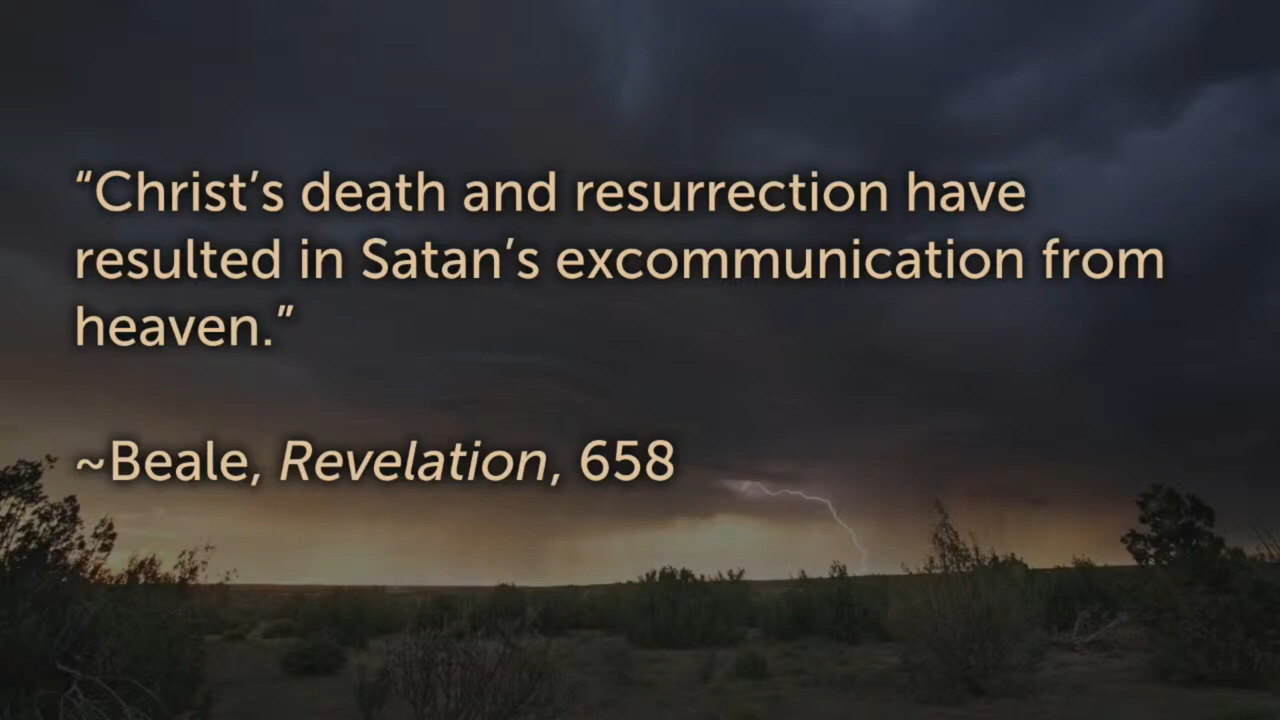 “Christ’s death and resurrection have
resulted in Satan’s excommunication from
heaven.”
~Beale, Revelation, 658